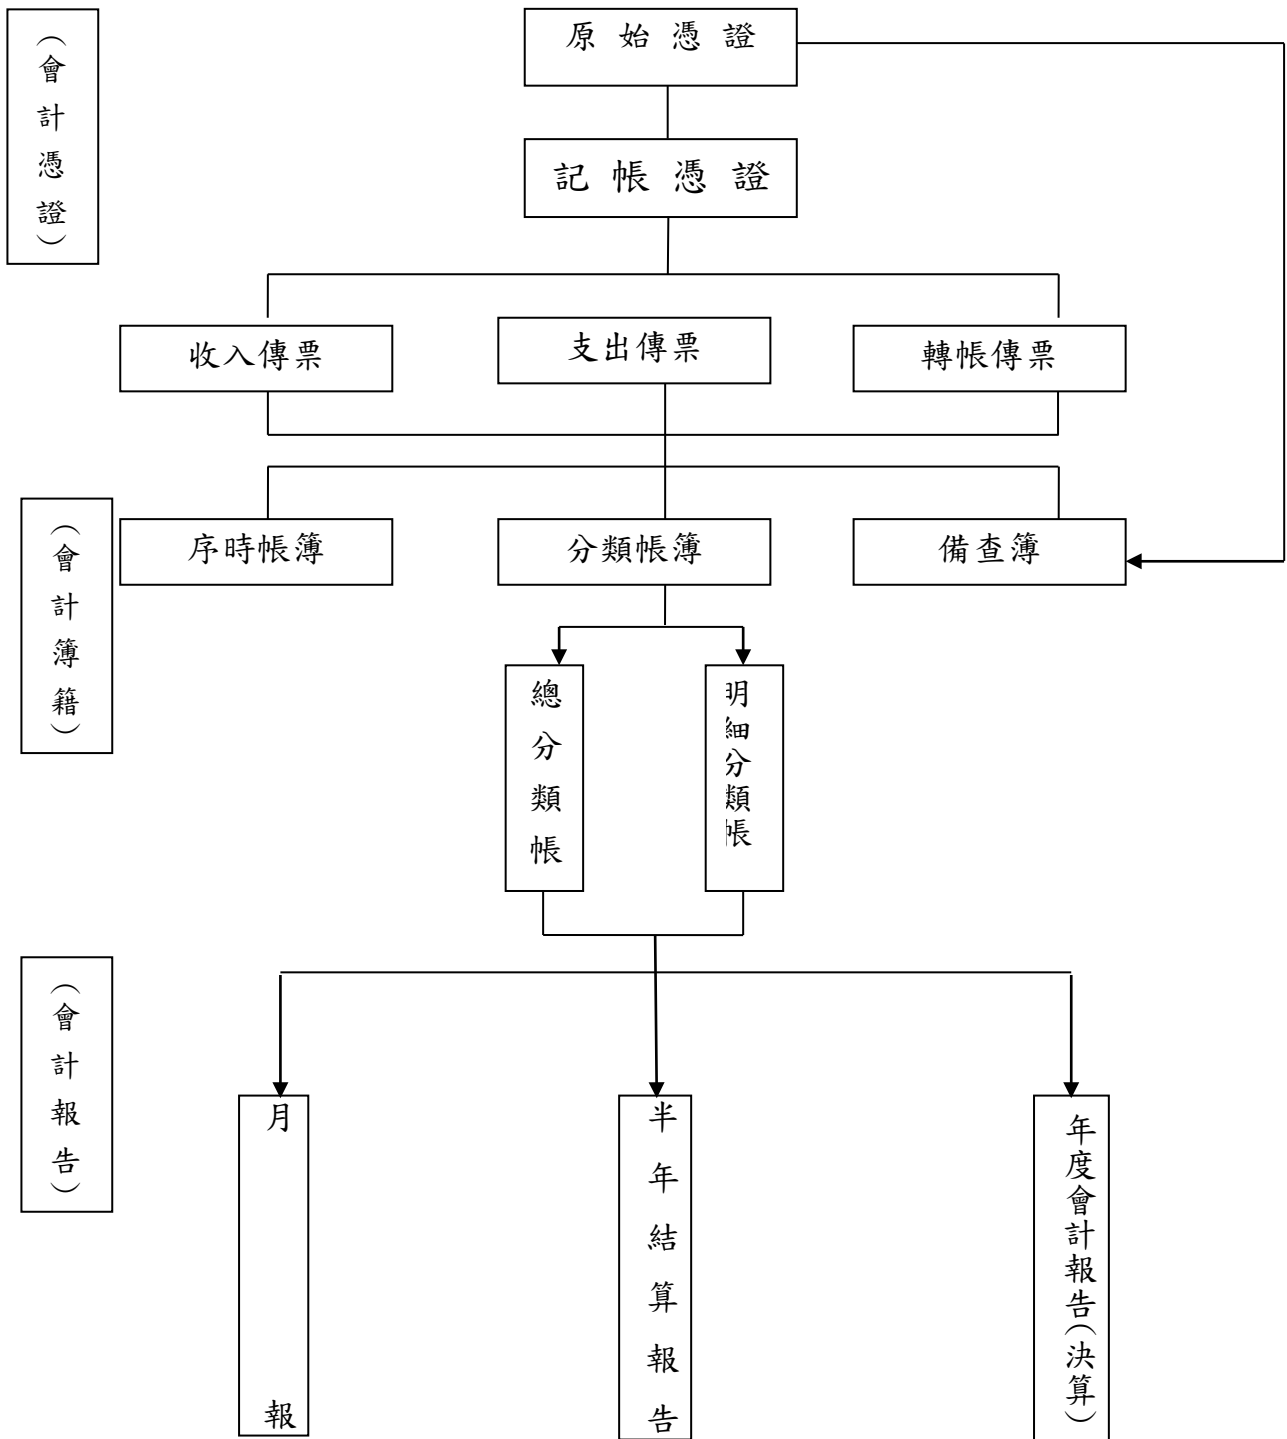 （會計憑證）
原始憑證
記帳憑證
收入傳票
支出傳票
轉帳傳票
（會計簿籍）
序時帳簿
分類帳簿
備查簿
總分類帳
明細分類帳
（會計報告）
月報
半年結算報告
年度會計報告（決算）